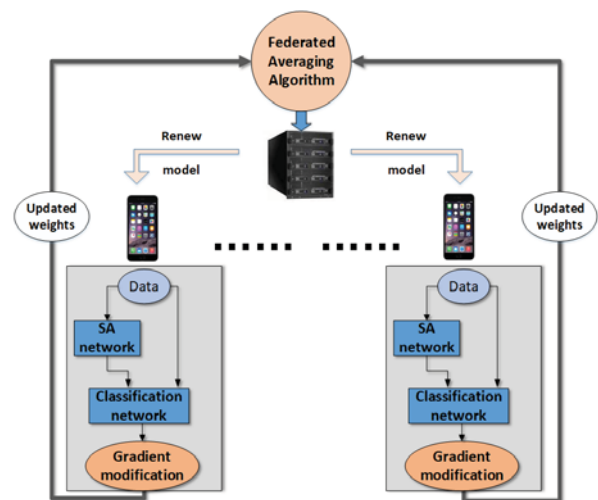 Federated
Averaging
Algorithm
Renew
model
Renew
model
Updated
weights
Updated
weights
Data
SA
network
Classification
network
Gradient
modification
Data
SA
network
Classification
network
Gradient
modification